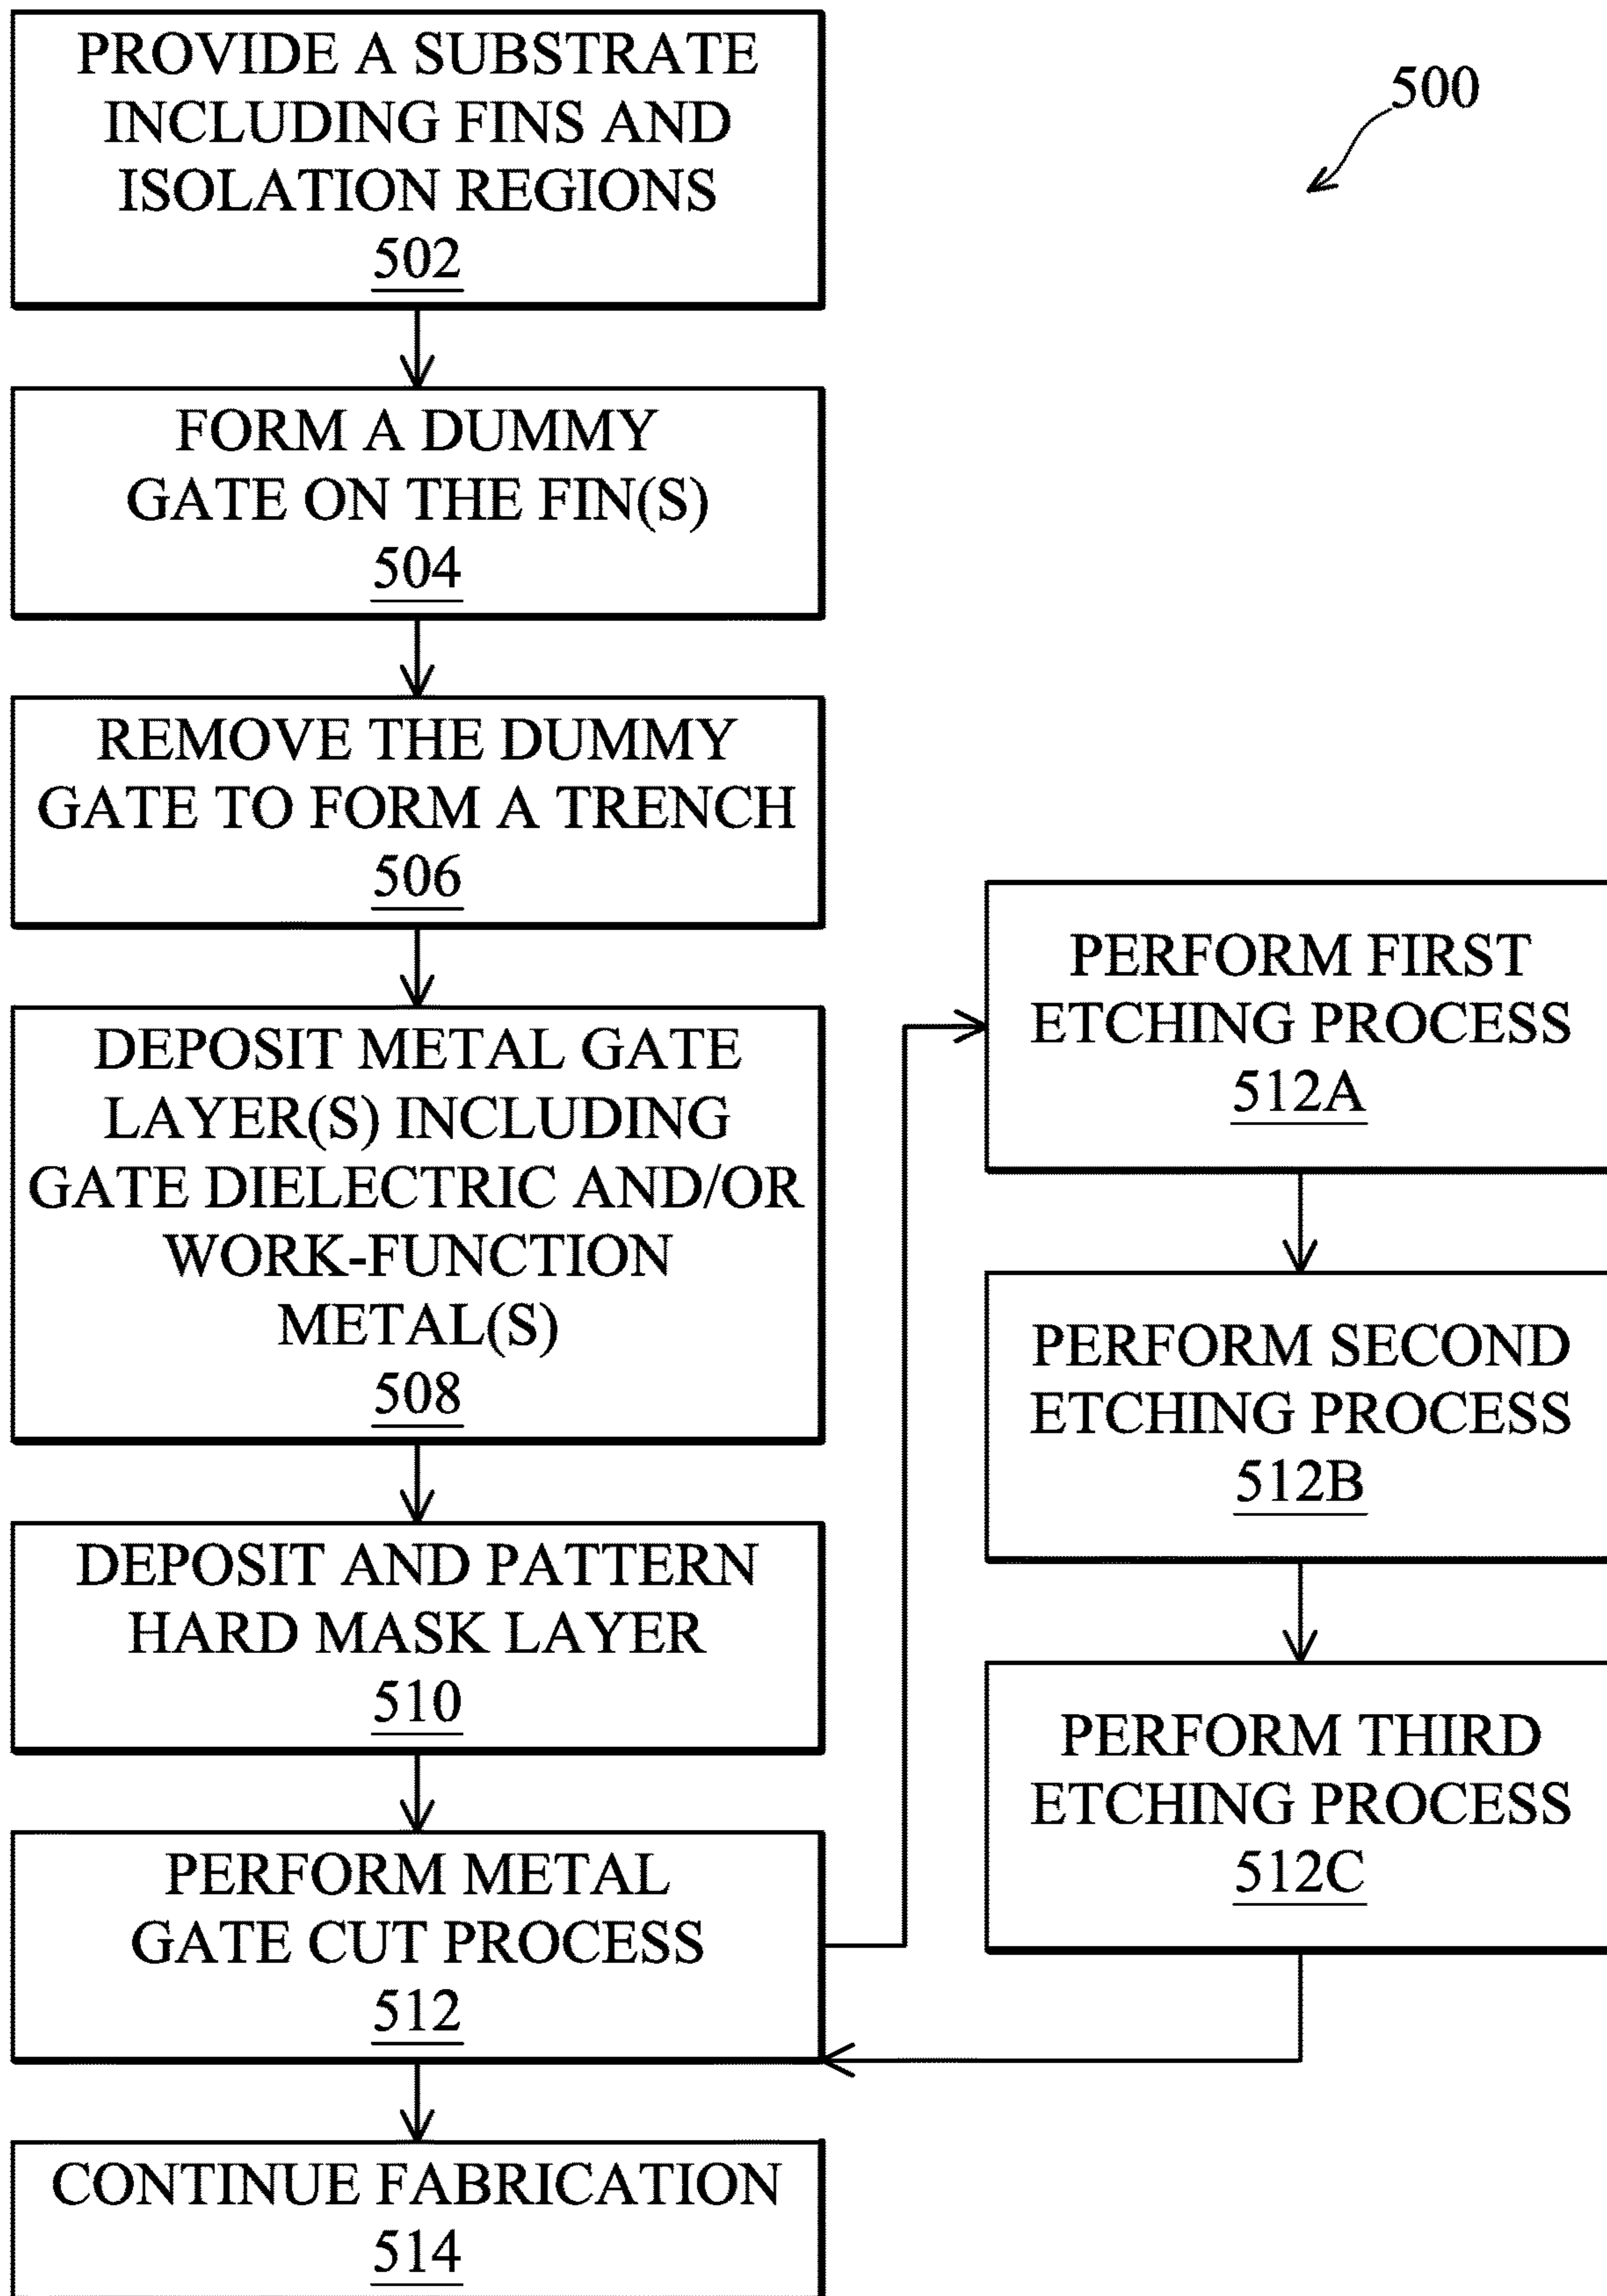 500
PROVIDE A SUBSTRATE
INCLUDING FINS AND
ISOLATION REGIONS
502
FORM A DUMMY
GATE ON THE FIN(S)
504
REMOVE THE DUMMY
GATE TO FORM A TRENCH
506
DEPOSIT METAL GATE
LAYER(S) INCLUDING
GATE DIELECTRIC AND/OR
WORK-FUNCTION
METAL(S)
508
DEPOSIT AND PATTERN
HARD MASK LAYER
510
PERFORM METAL
GATE CUT PROCESS
512
PERFORM FIRST
ETCHING PROCESS
512A
PERFORM SECOND
ETCHING PROCESS
512B
PERFORM THIRD
ETCHING PROCESS
512C
CONTINUE FABRICATION
514